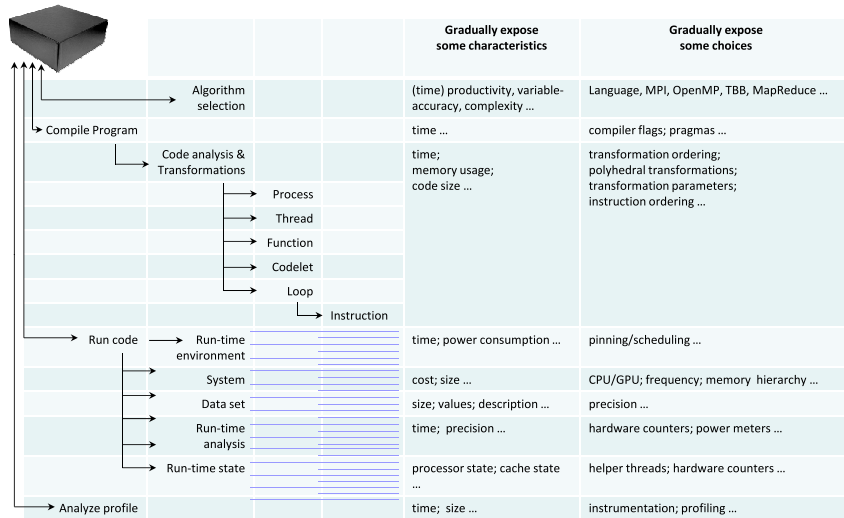 Gradually expose
some characteristics
Gradually expose
some choices
Algorithm
selection
(time) productivity, variable-
accuracy, complexity ...
Language, MPI, OpenMP, TBB, MapReduce ...
Compile Program
time ...
compiler flags; pragmas ...
Code analysis &
Transformations
time;
memory usage;
code size ...
transformation ordering;
polyhedral transformations;
transformation parameters;
instruction ordering ...
Process
Thread
Function
Codelet
Loop
Instruction
Run code
Run-time
environment
time; power consumption ...
pinning/scheduling ...
System
cost; size ...
CPU/GPU; frequency; memory hierarchy ...
Data set
size; values; description ...
precision ...
Run-time
analysis
time; precision ...
hardware counters; power meters ...
Run-time state
processor state; cache state
...
helper threads; hardware counters ...
Analyze profile
time; size ...
instrumentation; profiling ...